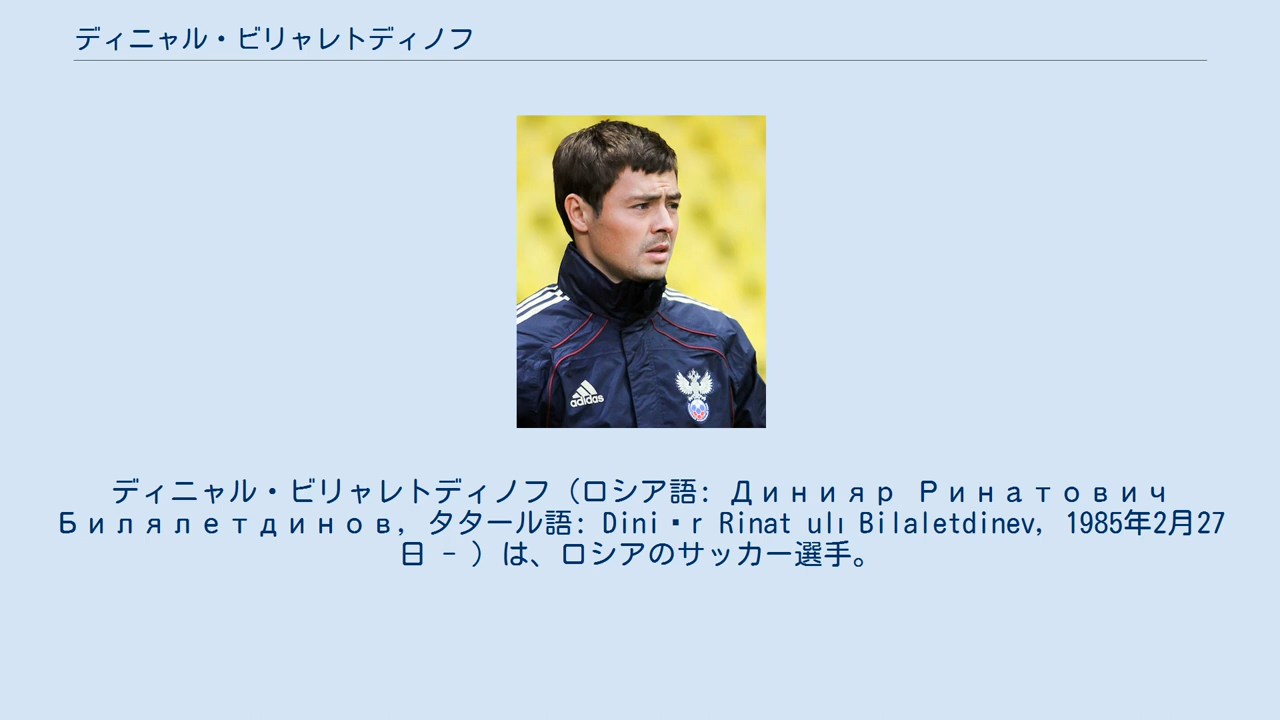 ディニャル・ビリャレトディノフ
adidas
ディニャル・ビリャレトディノフ（ロシア語: Динияр Ринатович
Билялетдинов, タタール語: Dini▪r Rinat ulı Bilaletdinev, 1985年2月27
日 - ）は、ロシアのサッカー選手。